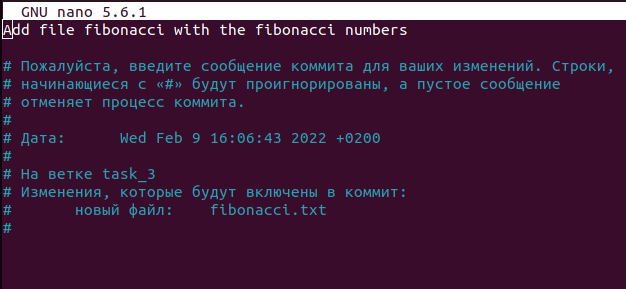 GNU nano 5.6.1
Add file fibonacci with the fibonacci numbers
# Пожалуйста, введите сообщение коммита для ваших изменений. Строки,
# начинающиеся с «#» будут проигнорированы, а пустое сообщение
# отменяет процесс коммита.
#
# Дата:      Wed Feb 9 16:06:43 2022 +0200
#
# На ветке task_3
# Изменения, которые будут включены в коммит:
#       новый файл:    fibonacci.txt
#